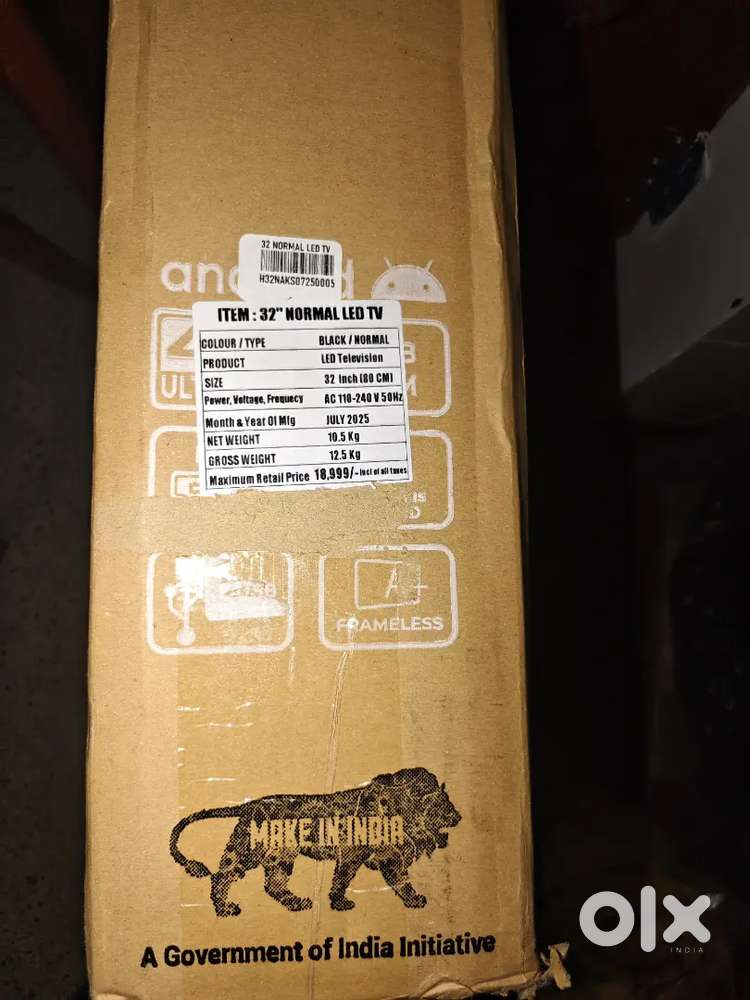 32 NORMAL LED TV
H32NAKS07250005
ITEM : 32" NORMAL LED TV
COLOUR / TYPE BLACK / NORMAL
PRODUCT LED Television
SIZE 32 Inch (80 CM)
Power, Voltage, Frequecy AC 110-240 V 50Hz
Month & Year Of Mfg JULY 2025
NET WEIGHT 10.5 Kg
GROSS WEIGHT 12.5 Kg
Maximum Retail Price 18,999/- incl of all taxes
A+
FRAMELESS
MAKE IN INDIA
A Government of India Initiative
olx
INDIA